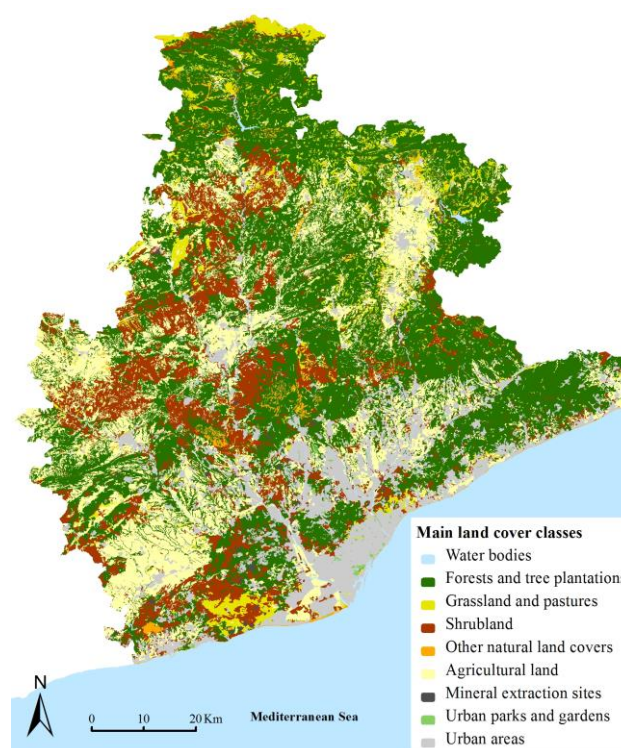 Main land cover classes
Water bodies
Forests and tree plantations
Grassland and pastures
Shrubland
Other natural land covers
Agricultural land
Mineral extraction sites
Urban parks and gardens
Urban areas
N
0 10 20 Km
Mediterranean Sea